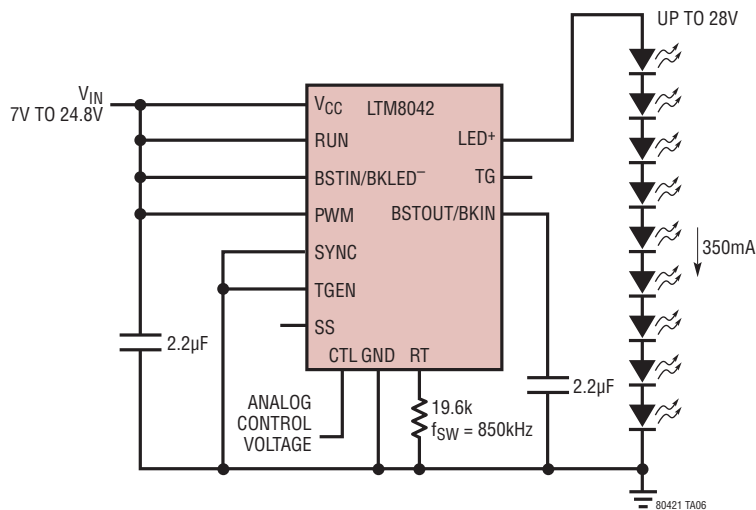 UP TO 28V
VIN
7V TO 24.8V
VCC
LTM8042
RUN
LED+
BSTIN/BKLED–
TG
PWM
BSTOUT/BKIN
SYNC
350mA
TGEN
SS
2.2µF
CTL GND RT
2.2µF
ANALOG
CONTROL
VOLTAGE
19.6k
fSW = 850kHz
80421 TA06